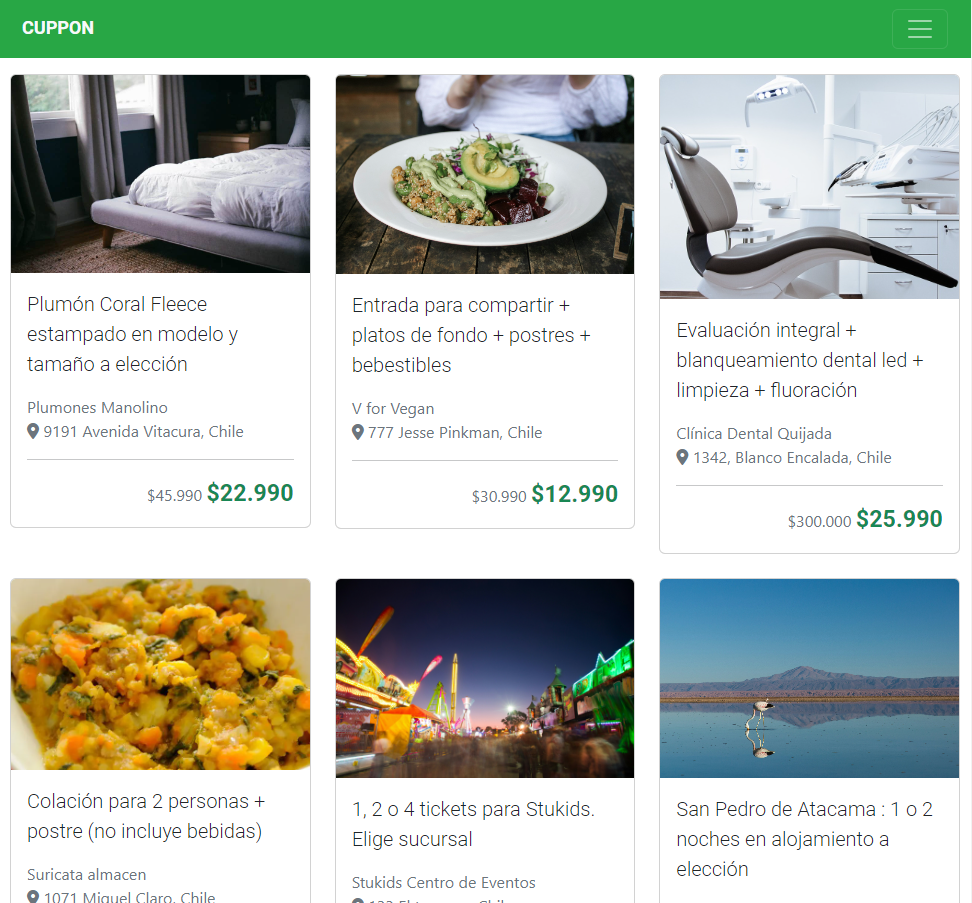 CUPPON
Plumón Coral Fleece
estampado en modelo y
tamaño a elección
Plumones Manolino
9191 Avenida Vitacura, Chile
$45.990 $22.990
Entrada para compartir +
platos de fondo + postres +
bebestibles
V for Vegan
777 Jesse Pinkman, Chile
$30.990 $12.990
Evaluación integral +
blanqueamiento dental led +
limpieza + fluoración
Clínica Dental Quijada
1342, Blanco Encalada, Chile
$300.000 $25.990
Colación para 2 personas +
postre (no incluye bebidas)
Suricata almacen
1071 Miguel Claro, Chile
1, 2 o 4 tickets para Stukids.
Elige sucursal
Stukids Centro de Eventos
San Pedro de Atacama : 1 o 2
noches en alojamiento a
elección